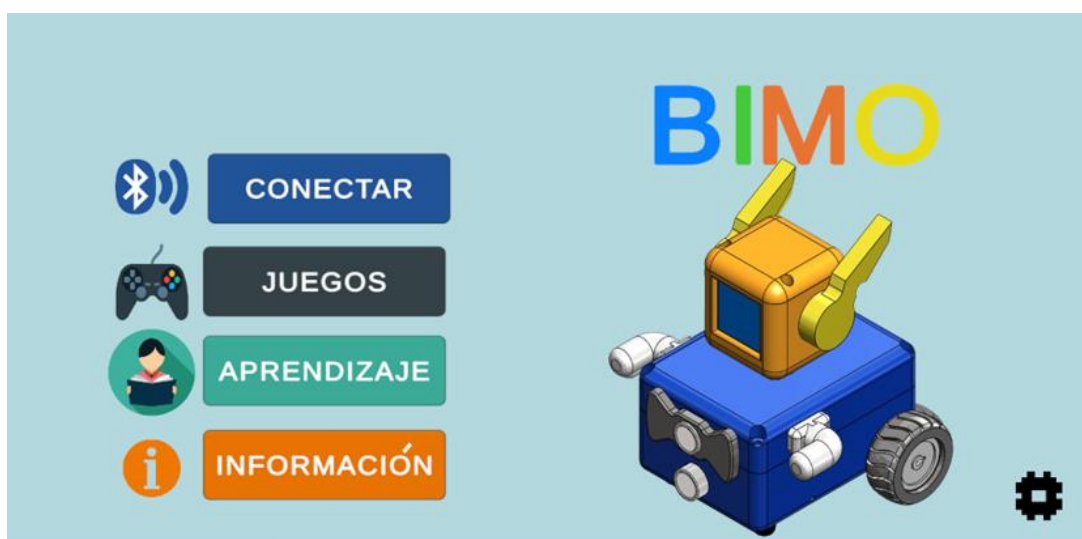 BIMO
CONECTAR
JUEGOS
APRENDIZAJE
INFORMACIÓN